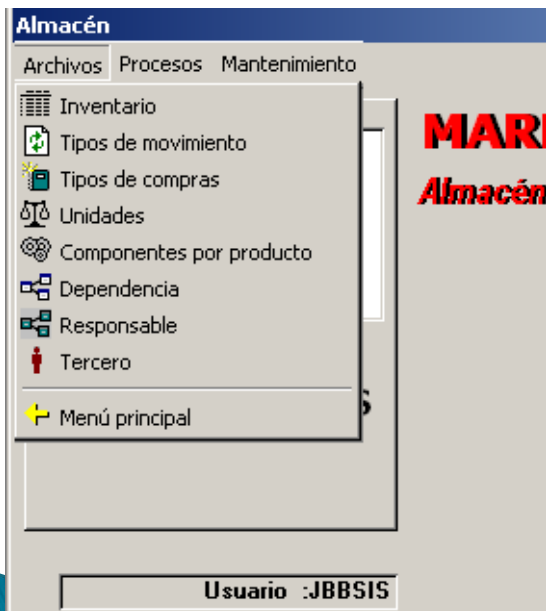 Almacén
Archivos Procesos Mantenimiento
Inventario
Tipos de movimiento
Tipos de compras
Unidades
Componentes por producto
Dependencia
Responsable
Tercero
Menú principal
Almacén
Usuario :JBBSIS